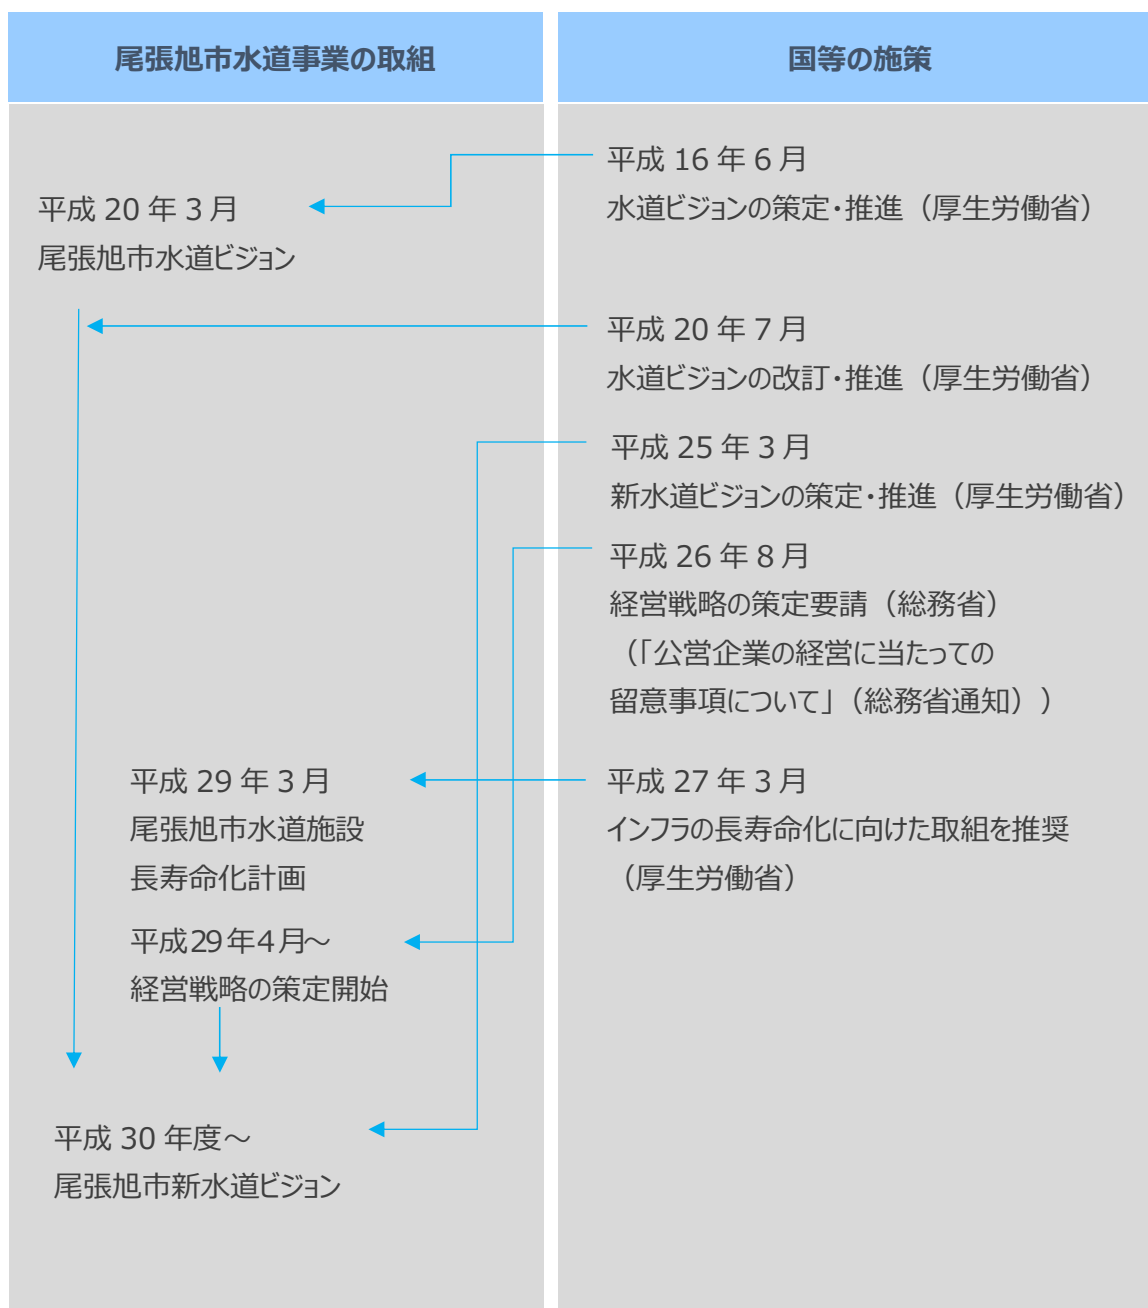 尾張旭市水道事業の取組
国等の施策
平成 20 年 3 月
尾張旭市水道ビジョン
平成 29 年 3 月
尾張旭市水道施設
長寿命化計画
平成29年4月～
経営戦略の策定開始
平成 30 年度～
尾張旭市新水道ビジョン
平成 16 年 6 月
水道ビジョンの策定・推進（厚生労働省）
平成 20 年 7 月
水道ビジョンの改訂・推進（厚生労働省）
平成 25 年 3 月
新水道ビジョンの策定・推進（厚生労働省）
平成 26 年 8 月
経営戦略の策定要請（総務省）
（「公営企業の経営に当たっての
留意事項について」（総務省通知））
平成 27 年 3 月
インフラの長寿命化に向けた取組を推奨
（厚生労働省）